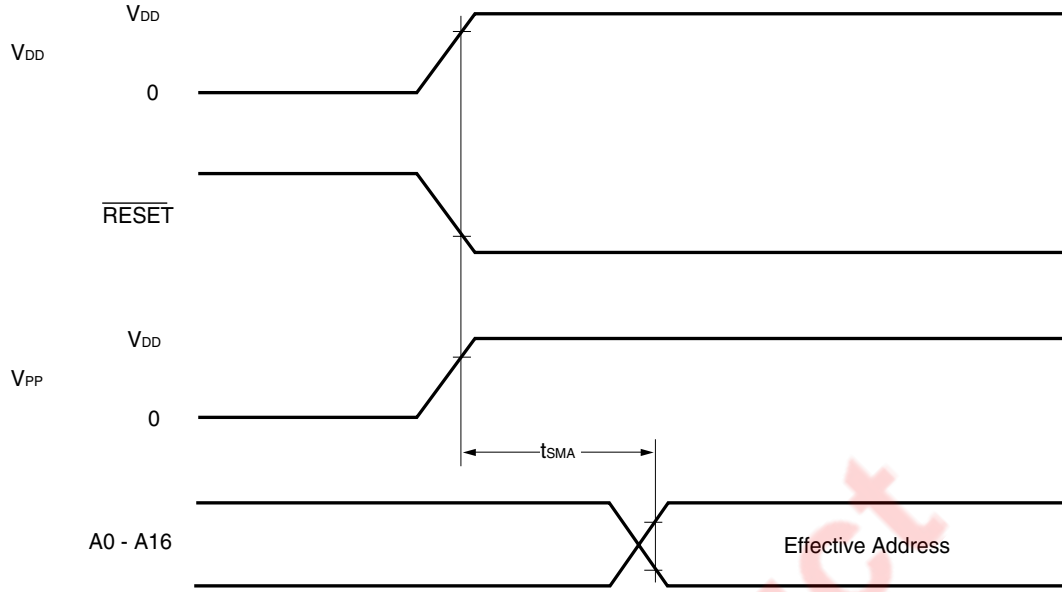 VDD
VDD
0
RESET
VDD
VPP
0
tSMA
A0 - A16
Effective Address